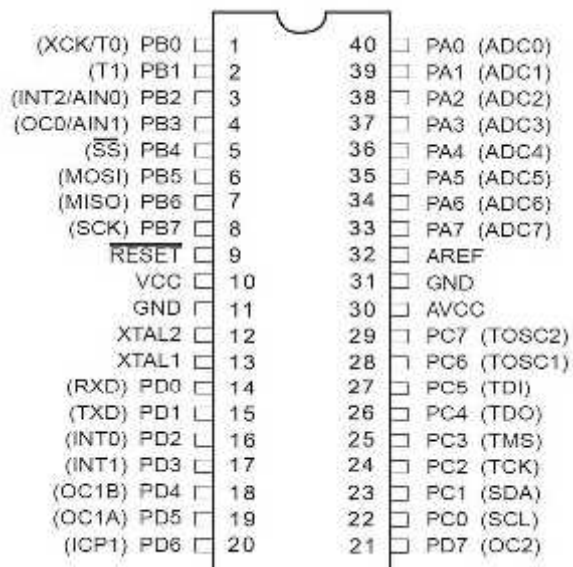 (XCK/T0) PB0 1 40 PA0 (ADC0)
(T1) PB1 2 39 PA1 (ADC1)
(INT2/AIN0) PB2 3 38 PA2 (ADC2)
(OC0/AIN1) PB3 4 37 PA3 (ADC3)
(SS) PB4 5 36 PA4 (ADC4)
(MOSI) PB5 6 35 PA5 (ADC5)
(MISO) PB6 7 34 PA6 (ADC6)
(SCK) PB7 8 33 PA7 (ADC7)
RESET 9 32 AREF
VCC 10 31 GND
GND 11 30 AVCC
XTAL2 12 29 PC7 (TOSC2)
XTAL1 13 28 PC6 (TOSC1)
(RXD) PD0 14 27 PC5 (TDI)
(TXD) PD1 15 26 PC4 (TDO)
(INT0) PD2 16 25 PC3 (TMS)
(INT1) PD3 17 24 PC2 (TCK)
(OC1B) PD4 18 23 PC1 (SDA)
(OC1A) PD5 19 22 PC0 (SCL)
(ICP1) PD6 20 21 PD7 (OC2)